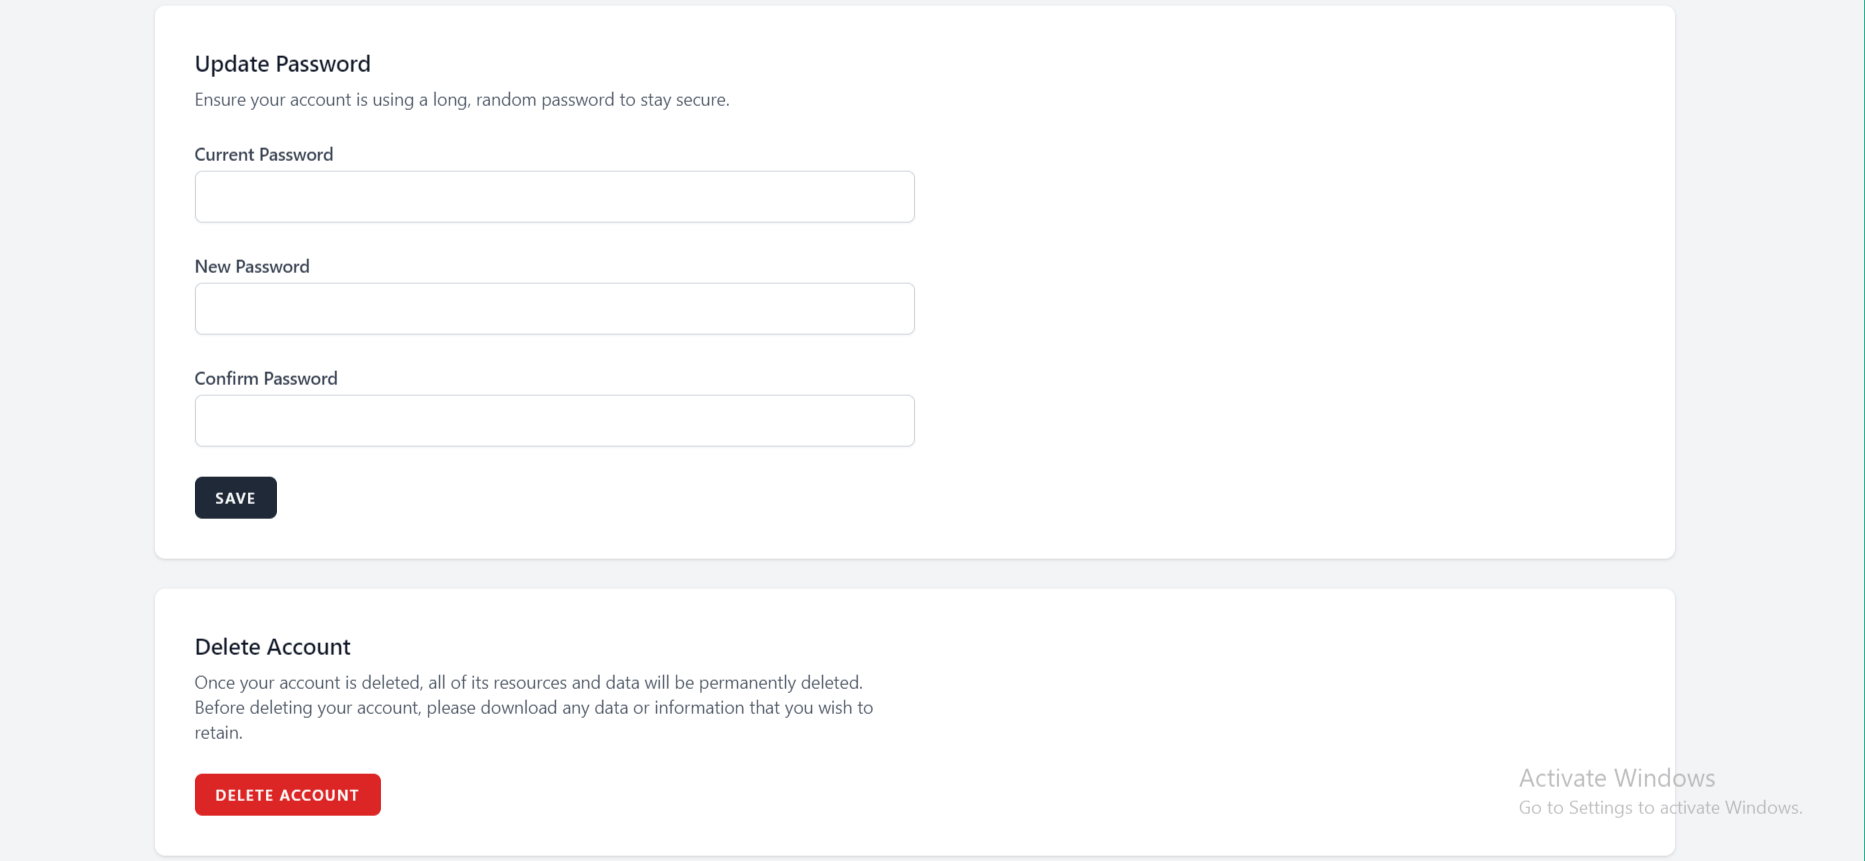 Update Password
Ensure your account is using a long, random password to stay secure.
Current Password
New Password
Confirm Password
SAVE
Delete Account
Once your account is deleted, all of its resources and data will be permanently deleted.
Before deleting your account, please download any data or information that you wish to
retain.
DELETE ACCOUNT
Activate Windows
Go to Settings to activate Windows.